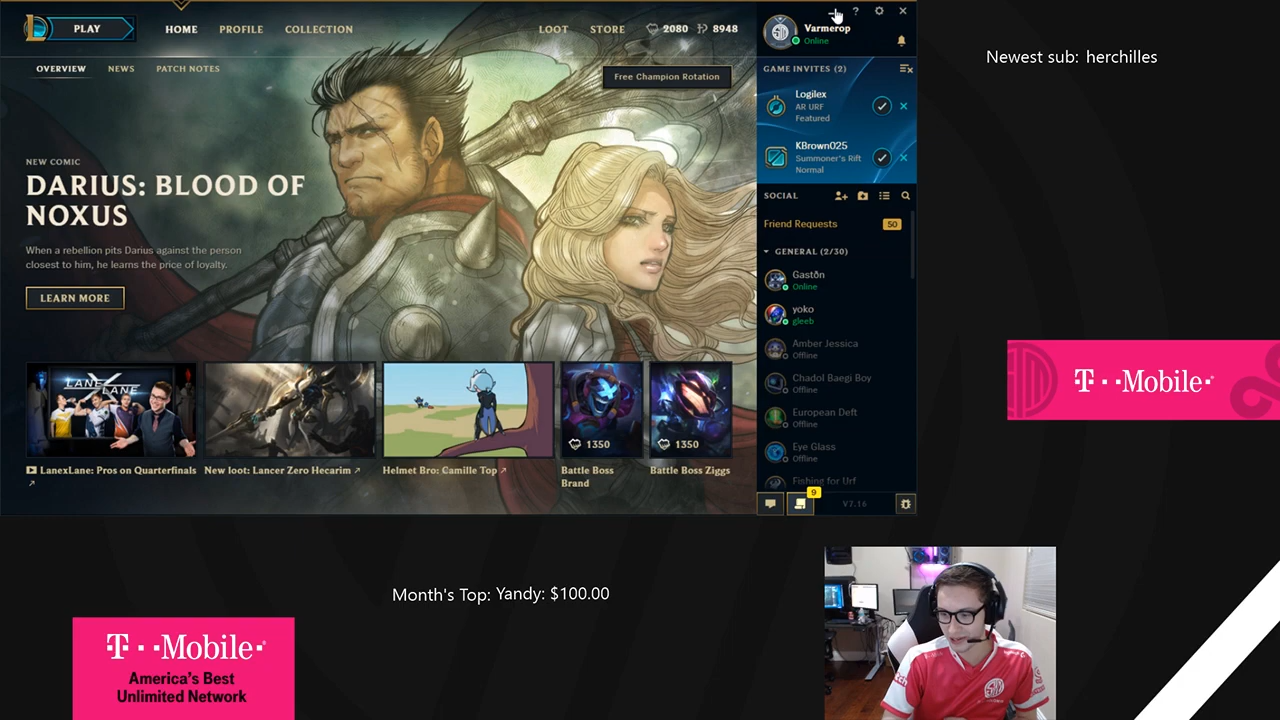 PLAY
HOME
PROFILE
COLLECTION
LOOT
STORE
2080
8948
OVERVIEW
NEWS
PATCH NOTES
Free Champion Rotation
NEW COMIC
DARIUS: BLOOD OF
NOXUS
When a rebellion pits Darius against the person
closest to him, he learns the price of loyalty.
LEARN MORE
LANE LANE
1350
1350
LanexLane: Pros on Quarterfinals
New loot: Lancer Zero Hecarim
Helmet Bro: Camille Top
Battle Boss
Brand
Battle Boss Ziggs
?
Varmerop
Online
GAME INVITES (2)
Logilex
AR URF
Featured
KBrown025
Summoner's Rift
Normal
SOCIAL
Friend Requests
50
GENERAL (2/30)
Gastðn
Online
yoko
gleeb
Amber Jessica
Offline
Chadol Baegi Boy
Offline
European Deft
Offline
Eye Glass
Offline
Fishing for Urf
9
V7.16
Newest sub: herchilles
T··Mobile·
Month's Top: Yandy: $100.00
T··Mobile·
America's Best
Unlimited Network